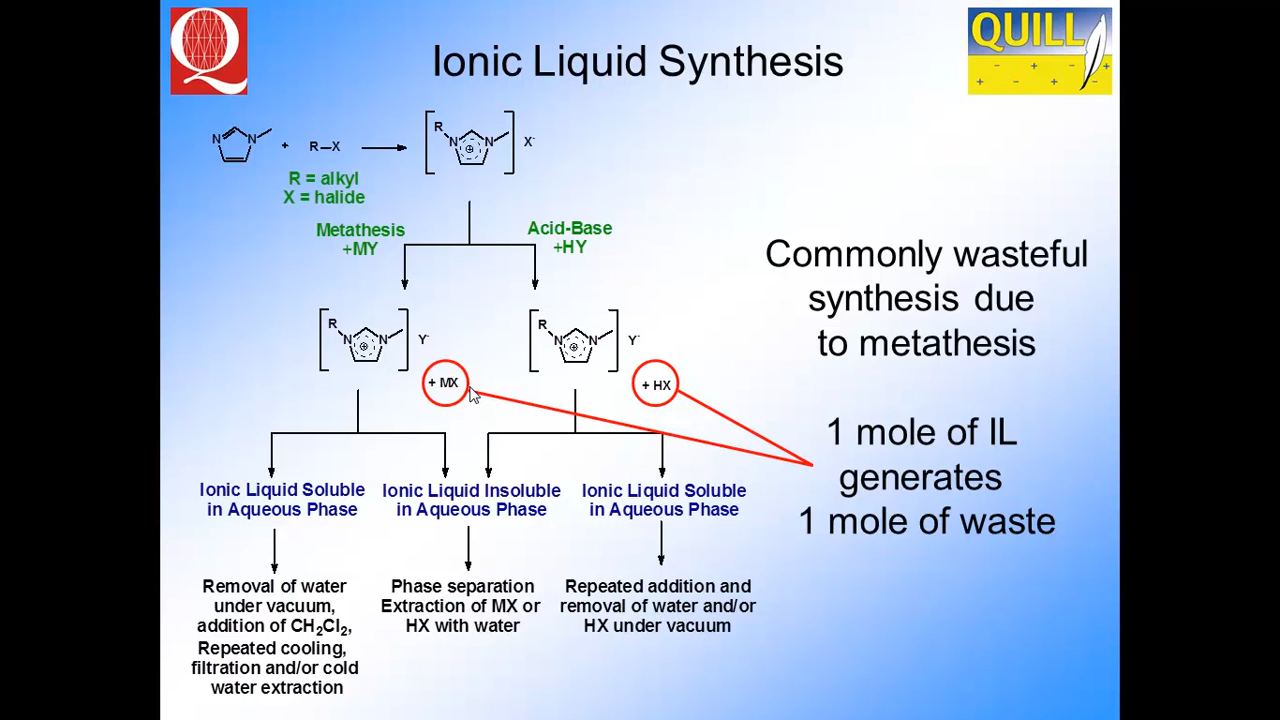 Q
QUILL
Ionic Liquid Synthesis
N N + R—X → [ R N N ⊕ ] X-
R = alkyl
X = halide
Metathesis
+MY
Acid-Base
+HY
[ R N N ⊕ ] Y-
+ MX
[ R N N ⊕ ] Y-
+ HX
Ionic Liquid Soluble
in Aqueous Phase
Ionic Liquid Insoluble
in Aqueous Phase
Ionic Liquid Soluble
in Aqueous Phase
Removal of water
under vacuum,
addition of CH₂Cl₂,
Repeated cooling,
filtration and/or cold
water extraction
Phase separation
Extraction of MX or
HX with water
Repeated addition and
removal of water and/or
HX under vacuum
Commonly wasteful
synthesis due
to metathesis
1 mole of IL
generates
1 mole of waste